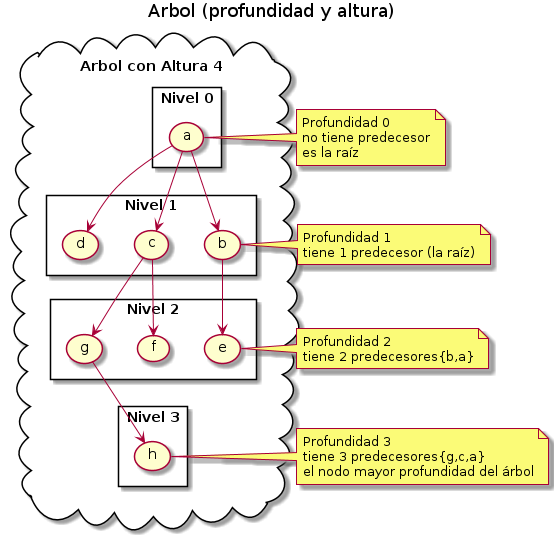 Arbol (profundidad y altura)
Arbol con Altura 4
Nivel 0
a
Profundidad 0
no tiene predecesor
es la raíz
Nivel 1
d
c
b
Profundidad 1
tiene 1 predecesor (la raíz)
Nivel 2
g
f
e
Profundidad 2
tiene 2 predecesores{b,a}
Nivel 3
h
Profundidad 3
tiene 3 predecesores{g,c,a}
el nodo mayor profundidad del árbol